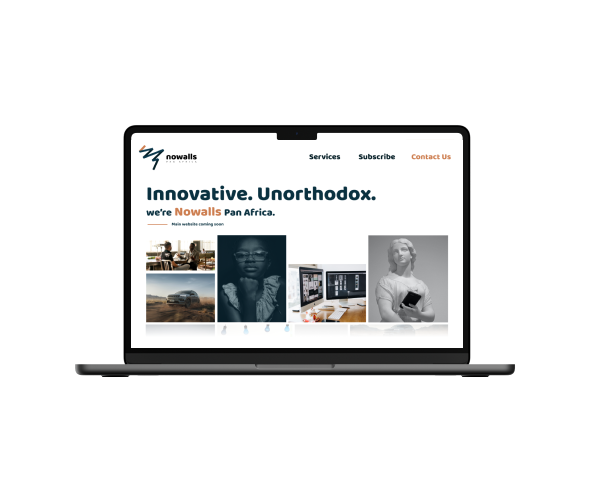 nowalls
Services Subscribe Contact Us
Innovative. Unorthodox.
we're Nowalls Pan Africa.
Main website coming soon